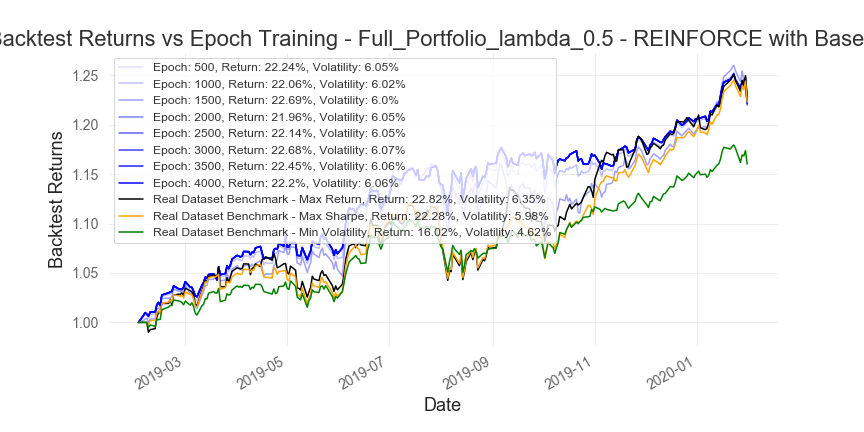 Backtest Returns vs Epoch Training - Full_Portfolio_lambda_0.5 - REINFORCE with Base
Epoch: 500, Return: 22.24%, Volatility: 6.05%
Epoch: 1000, Return: 22.06%, Volatility: 6.02%
Epoch: 1500, Return: 22.69%, Volatility: 6.0%
Epoch: 2000, Return: 21.96%, Volatility: 6.05%
Epoch: 2500, Return: 22.14%, Volatility: 6.05%
Epoch: 3000, Return: 22.68%, Volatility: 6.07%
Epoch: 3500, Return: 22.45%, Volatility: 6.06%
Epoch: 4000, Return: 22.2%, Volatility: 6.06%
Real Dataset Benchmark - Max Return, Return: 22.82%, Volatility: 6.35%
Real Dataset Benchmark - Max Sharpe, Return: 22.28%, Volatility: 5.98%
Real Dataset Benchmark - Min Volatility, Return: 16.02%, Volatility: 4.62%
Backtest Returns
1.25
1.20
1.15
1.10
1.05
1.00
2019-03
2019-05
2019-07
2019-09
2019-11
2020-01
Date